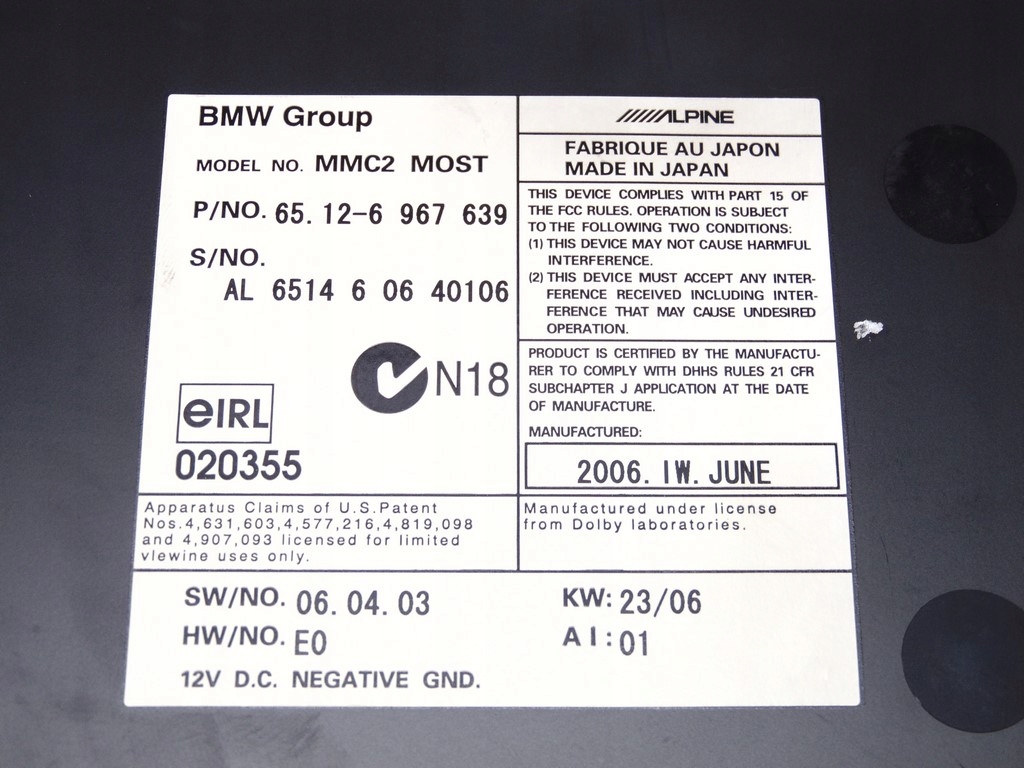 BMW Group
MODEL NO. MMC2 MOST
P/NO. 65. 12-6 967 639
S/NO.
AL 6514 6 06 40106
N18
eIRL
020355
ALPINE
FABRIQUE AU JAPON
MADE IN JAPAN
THIS DEVICE COMPLIES WITH PART 15 OF
THE FCC RULES. OPERATION IS SUBJECT
TO THE FOLLOWING TWO CONDITIONS:
(1) THIS DEVICE MAY NOT CAUSE HARMFUL
INTERFERENCE.
(2) THIS DEVICE MUST ACCEPT ANY INTER-
FERENCE RECEIVED INCLUDING INTER-
FERENCE THAT MAY CAUSE UNDESIRED
OPERATION.
PRODUCT IS CERTIFIED BY THE MANUFACTU-
RER TO COMPLY WITH DHHS RULES 21 CFR
SUBCHAPTER J APPLICATION AT THE DATE
OF MANUFACTURE.
MANUFACTURED:
2006. 1W. JUNE
Apparatus Claims of U.S.Patent
Nos.4,631,603,4,577,216,4,819,098
and 4,907,093 licensed for limited
vlewine uses only.
Manufactured under license
from Dolby laboratories.
SW/NO. 06. 04. 03
KW: 23/06
HW/NO. E0
AI: 01
12V D.C. NEGATIVE GND.